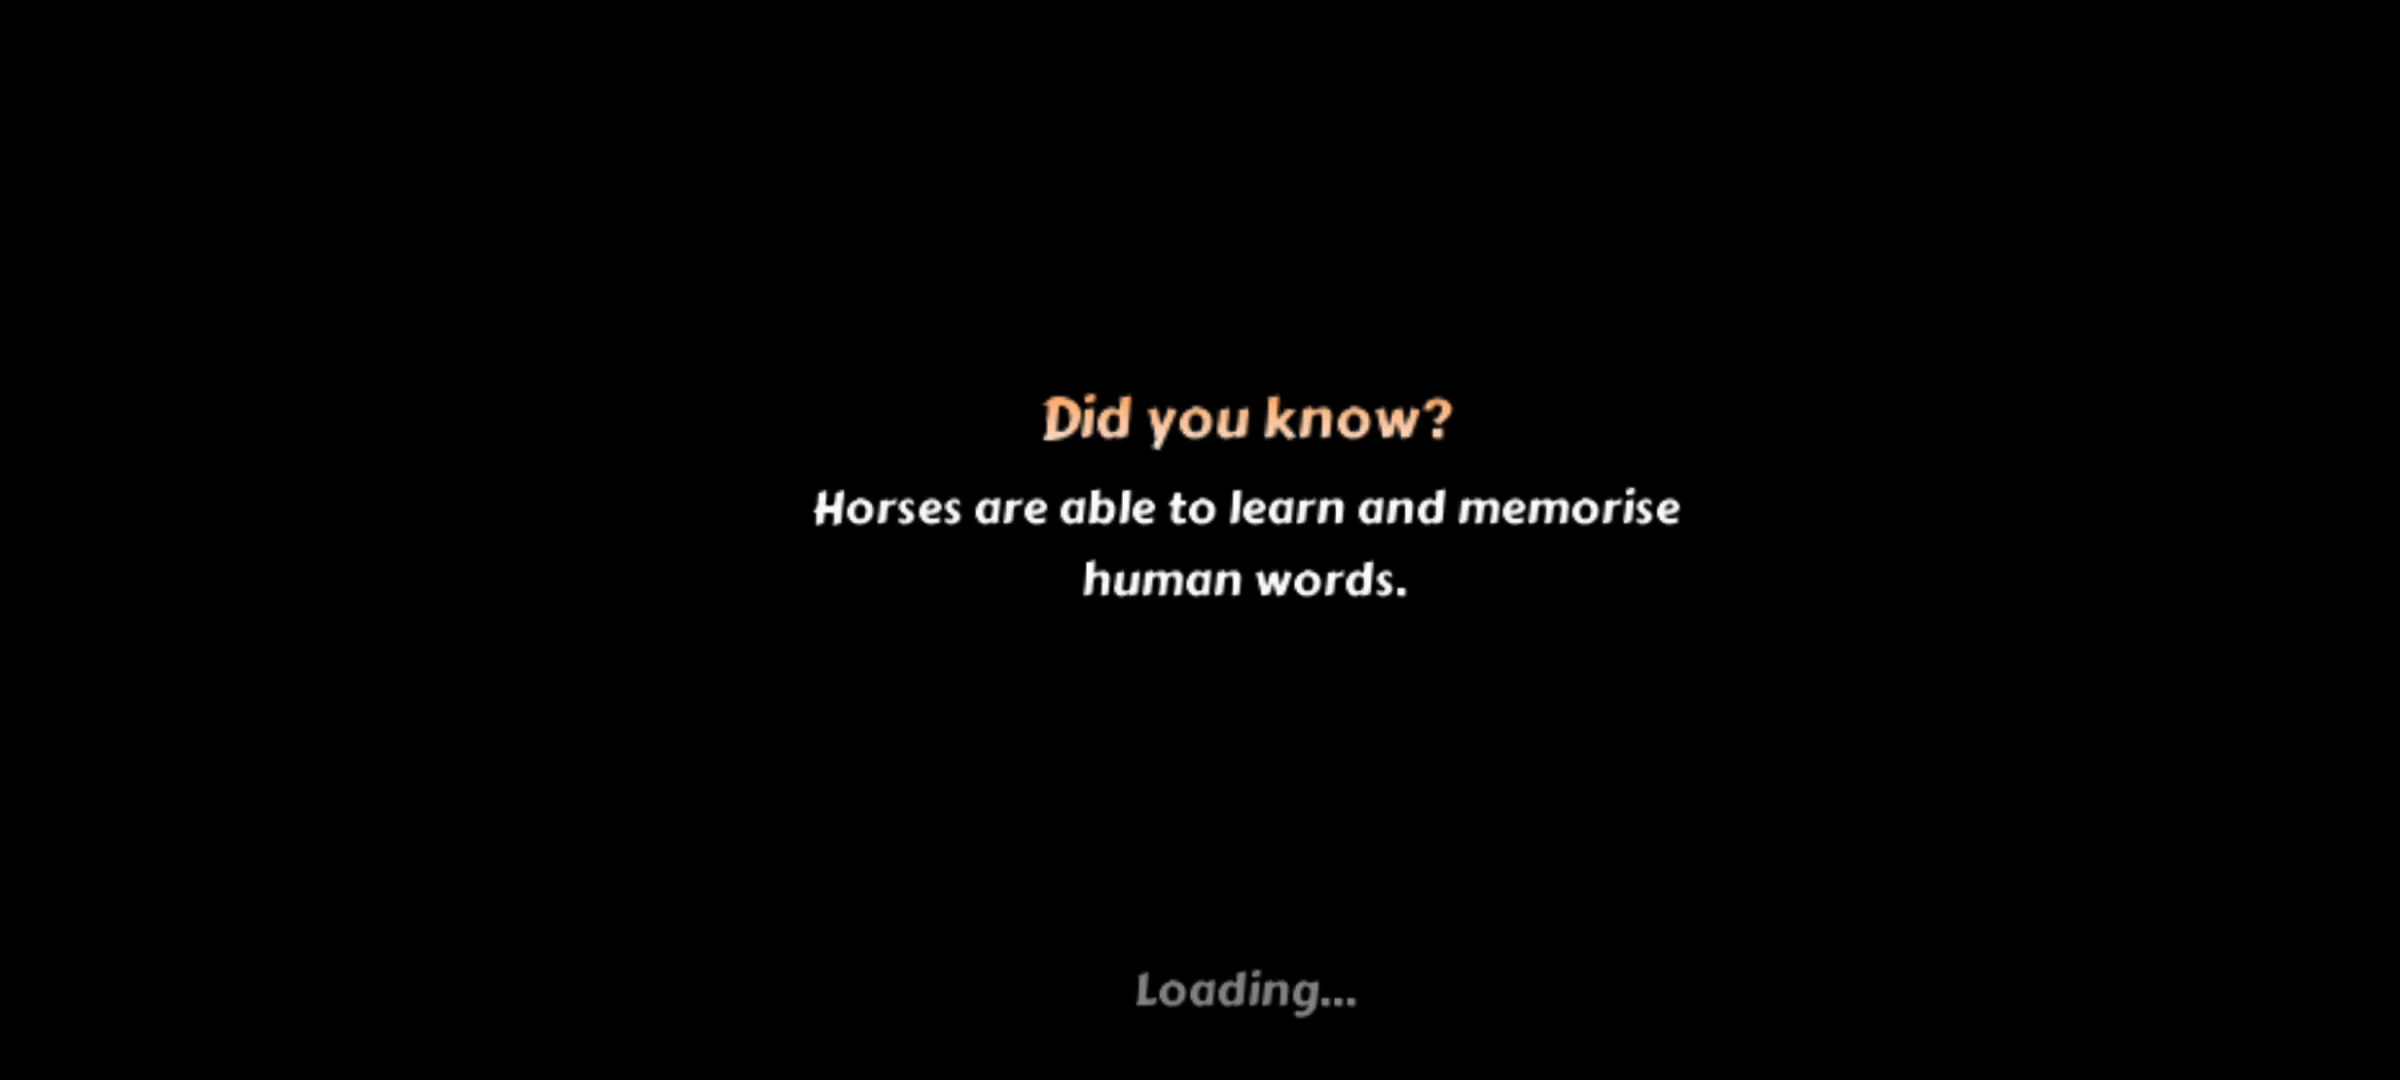 Did you know?
Horses are able to learn and memorise
human words.
Loading...